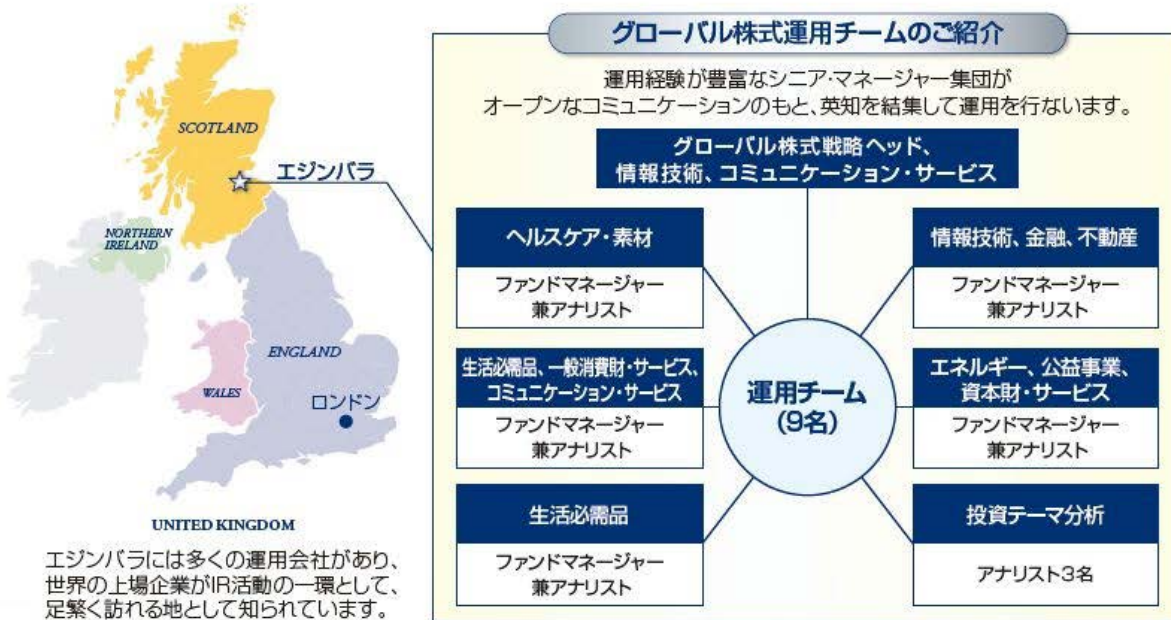 SCOTLAND
エジンバラ
NORTHERN
IRELAND
ENGLAND
WALES
ロンドン
UNITED KINGDOM
エジンバラには多くの運用会社があり、
世界の上場企業がIR活動の一環として、
足繁く訪れる地として知られています。
グローバル株式運用チームのご紹介
運用経験が豊富なシニア・マネージャー集団が
オープンなコミュニケーションのもと、英知を結集して運用を行ないます。
グローバル株式戦略ヘッド、
情報技術、コミュニケーション・サービス
ヘルスケア・素材
ファンドマネージャー
兼アナリスト
情報技術、金融、不動産
ファンドマネージャー
兼アナリスト
生活必需品、一般消費財・サービス、
コミュニケーション・サービス
ファンドマネージャー
兼アナリスト
運用チーム
(9名)
エネルギー、公益事業、
資本財・サービス
ファンドマネージャー
兼アナリスト
生活必需品
ファンドマネージャー
兼アナリスト
投資テーマ分析
アナリスト3名